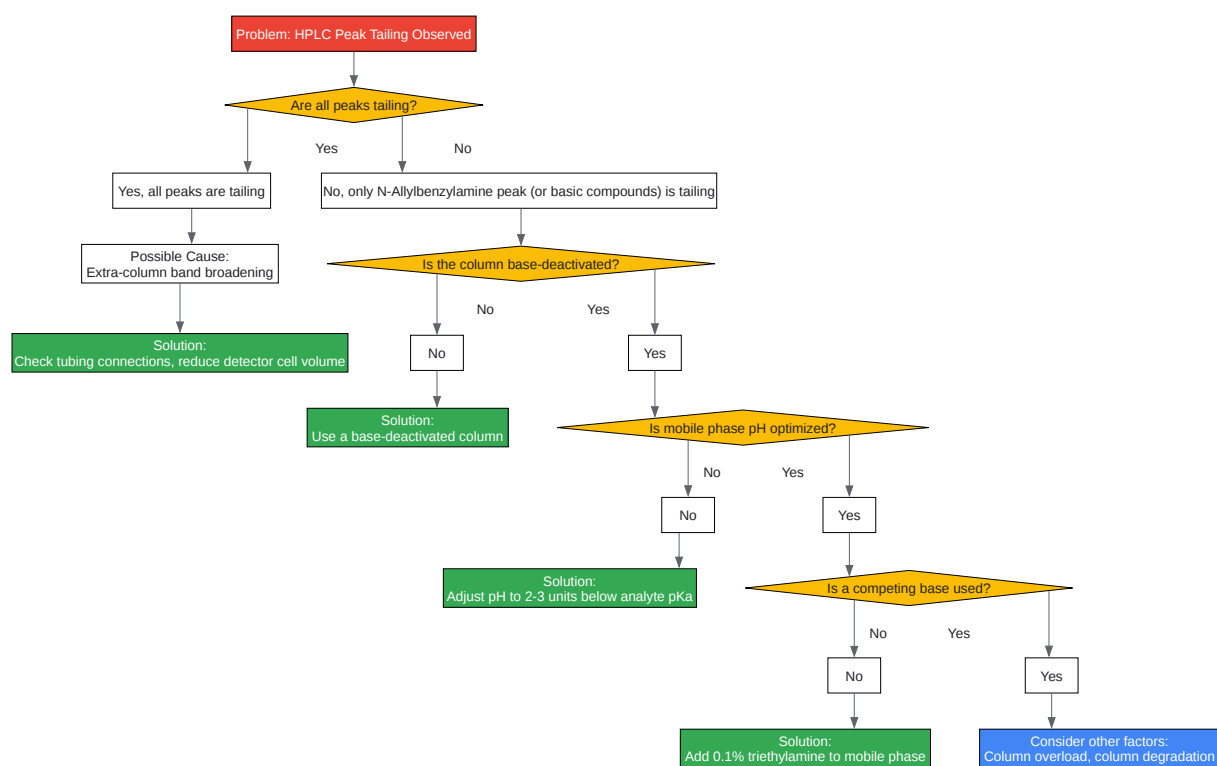 Problem: HPLC Peak Tailing Observed
Are all peaks tailing?
Yes
No
Yes, all peaks are tailing
No, only N-Allylbenzylamine peak (or basic compounds) is tailing
Possible Cause:
Extra-column band broadening
Is the column base-deactivated?
No
Yes
Solution:
Check tubing connections, reduce detector cell volume
No
Yes
Solution:
Use a base-deactivated column
Is mobile phase pH optimized?
No
Yes
No
Yes
Solution:
Adjust pH to 2-3 units below analyte pKa
Is a competing base used?
No
Yes
No
Yes
Solution:
Add 0.1% triethylamine to mobile phase
Consider other factors:
Column overload, column degradation